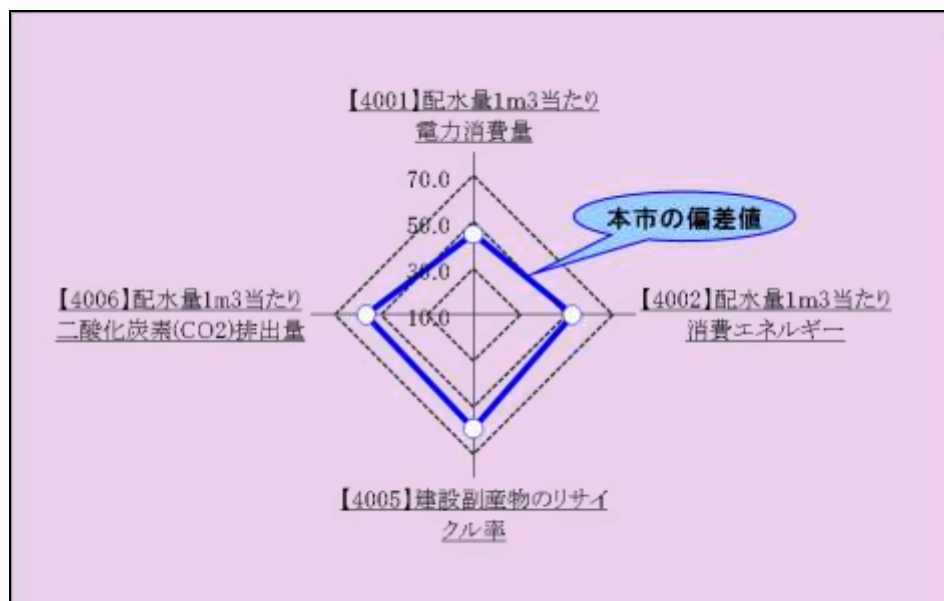 【4001】配水量1m3当たり
電力消費量
70.0
50.0
本市の偏差値
30.0
【4006】配水量1m3当たり
二酸化炭素(CO2)排出量
10.0
【4002】配水量1m3当たり
消費エネルギー
【4005】建設副産物のリサイ
クル率